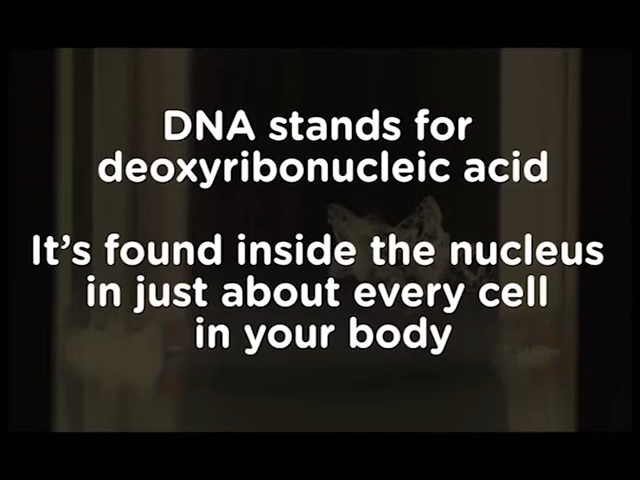 DNA stands for
deoxyribonucleic acid
It's found inside the nucleus
in just about every cell
in your body